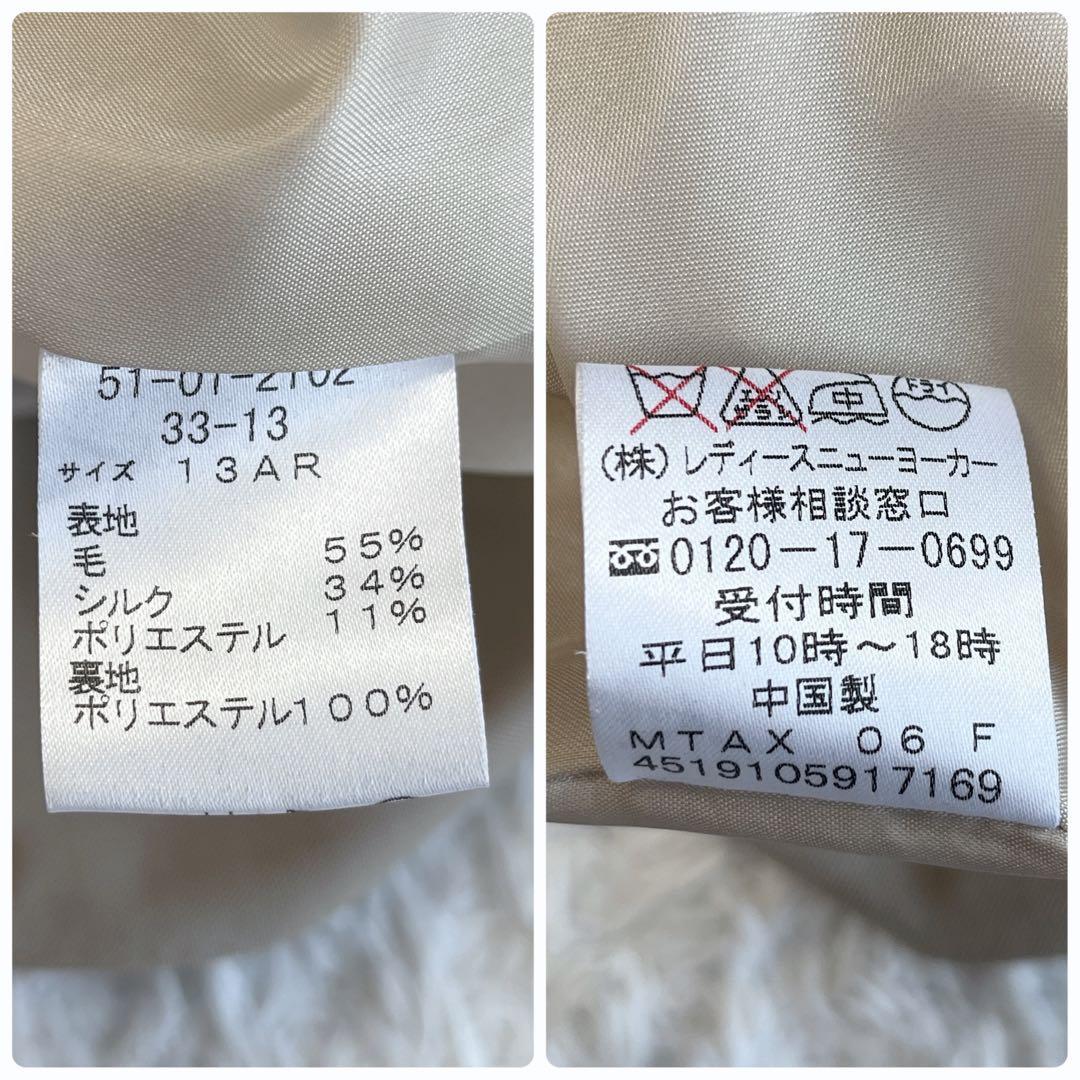 51-01-2102
33-13
サイズ 13AR
表地
毛 55%
シルク 34%
ポリエステル 11%
裏地
ポリエステル100%
中 ドライ
(株)レディースニューヨーカー
お客様相談窓口
0120-17-0699
受付時間
平日10時〜18時
中国製
MTAX 06 F
4519105917169